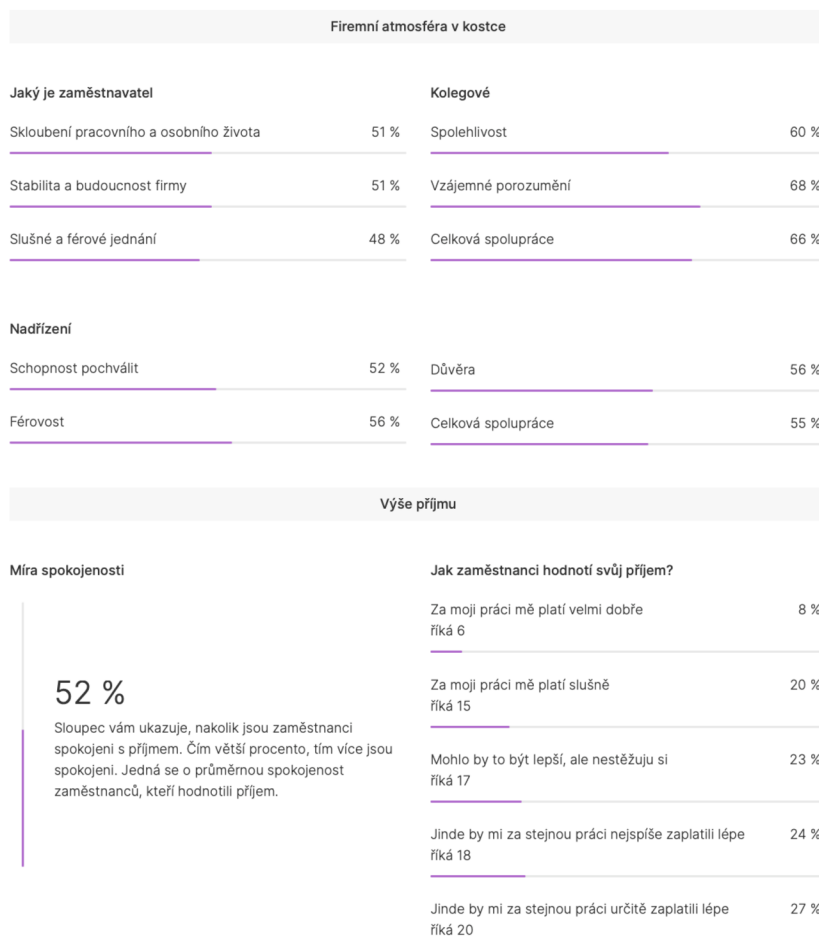 Firemní atmosféra v kostce
Jaký je zaměstnavatel
Skloubení pracovního a osobního života 51 %
Stabilita a budoucnost firmy 51 %
Slušné a férové jednání 48 %
Kolegové
Spolehlivost 60 %
Vzájemné porozumění 68 %
Celková spolupráce 66 %
Nadřízení
Schopnost pochválit 52 %
Férovost 56 %
Důvěra 56 %
Celková spolupráce 55 %
Výše příjmu
Míra spokojenosti
52 %
Sloupec vám ukazuje, nakolik jsou zaměstnanci
spokojeni s příjmem. Čím větší procento, tím více jsou
spokojeni. Jedná se o průměrnou spokojenost
zaměstnanců, kteří hodnotili příjem.
Jak zaměstnanci hodnotí svůj příjem?
Za moji práci mě platí velmi dobře 8 %
říká 6
Za moji práci mě platí slušně 20 %
říká 15
Mohlo by to být lepší, ale nestěžuju si 23 %
říká 17
Jinde by mi za stejnou práci nejspíše zaplatili lépe 24 %
říká 18
Jinde by mi za stejnou práci určitě zaplatili lépe 27 %
říká 20